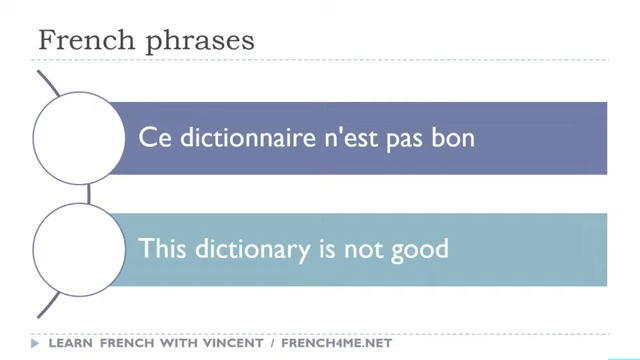 French phrases
Ce dictionnaire n'est pas bon
This dictionary is not good
LEARN FRENCH WITH VINCENT / FRENCH4ME.NET